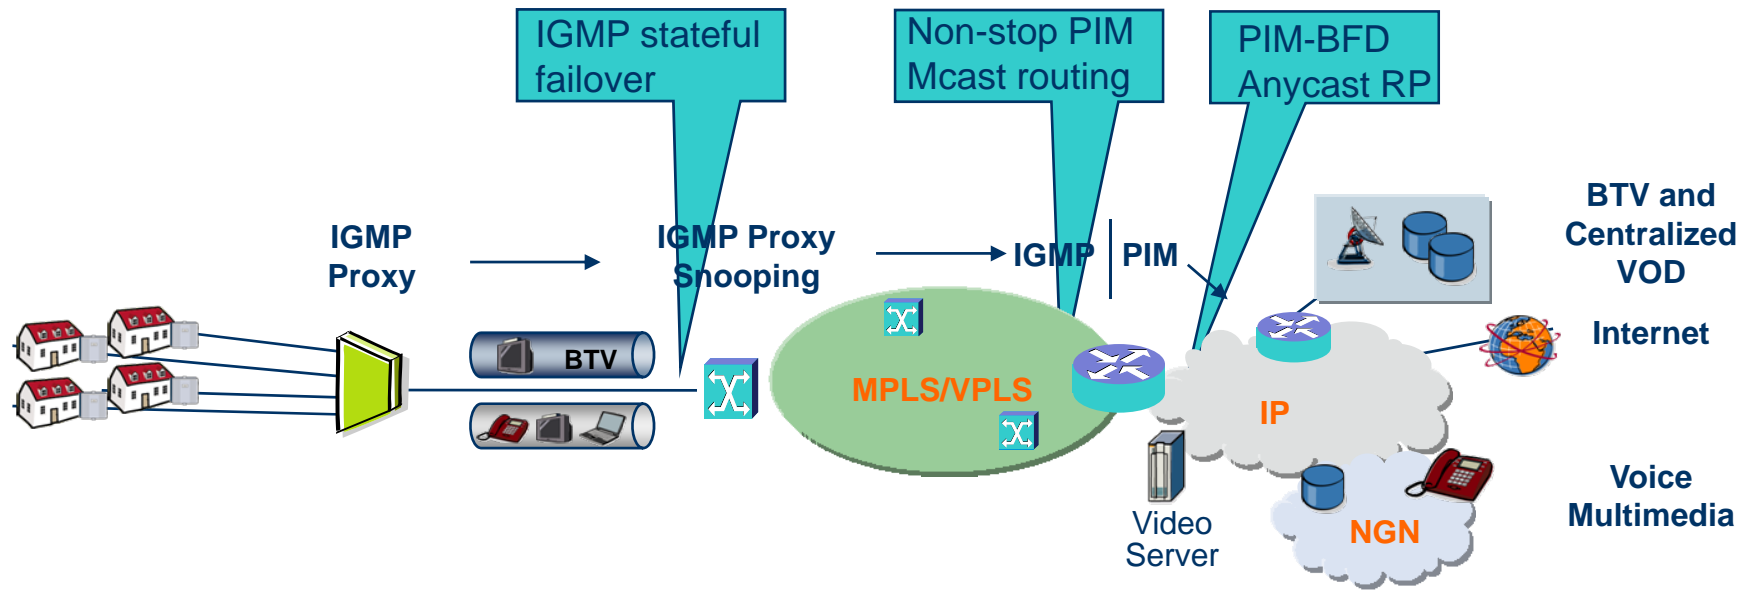 IGMP stateful
failover
Non-stop PIM
Mcast routing
PIM-BFD
Anycast RP
IGMP
Proxy
IGMP Proxy
Snooping
IGMP
PIM
BTV and
Centralized
VOD
Internet
BTV
MPLS/VPLS
IP
Video
Server
NGN
Voice
Multimedia